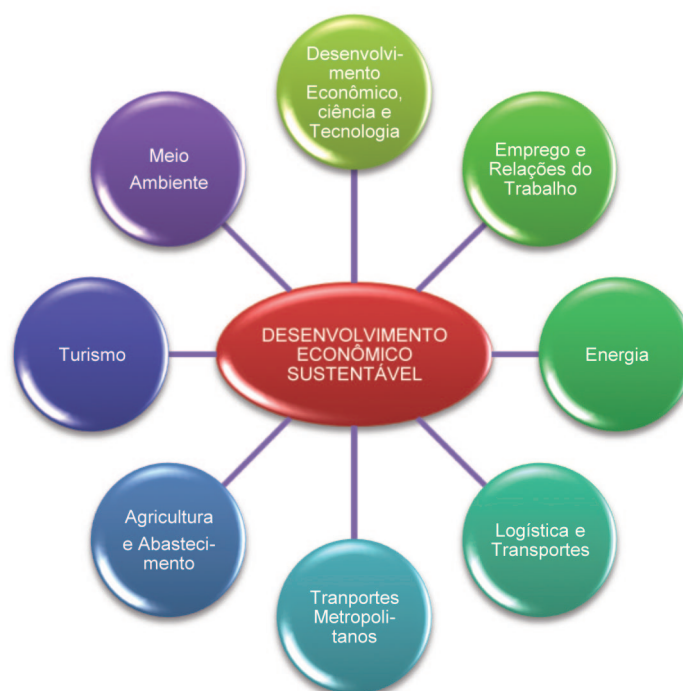 Desenvolvi-
mento
Econômico,
ciência e
Tecnologia
Emprego e
Relações do
Trabalho
Energia
Logística e
Transportes
Tranportes
Metropoli-
tanos
Agricultura
e Abasteci-
mento
Turismo
Meio
Ambiente
DESENVOLVIMENTO
ECONÔMICO
SUSTENTÁVEL